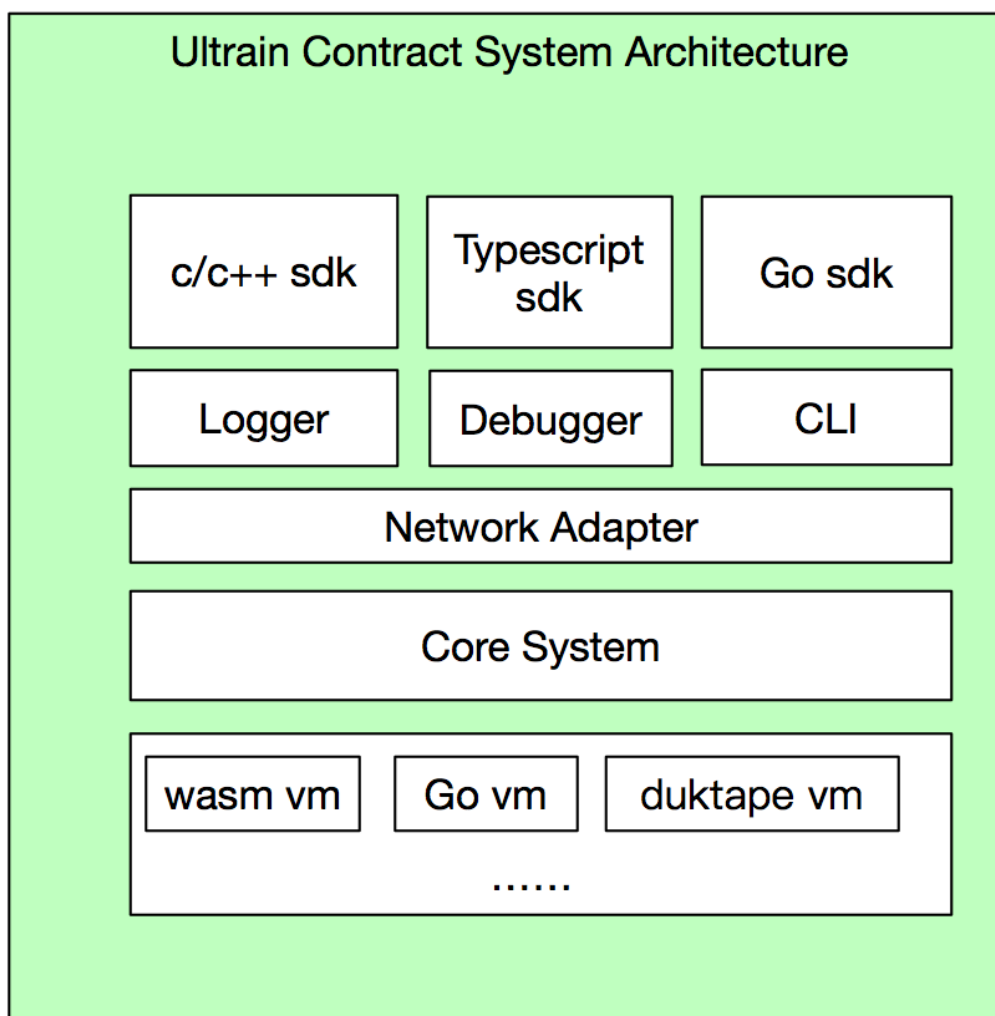 Ultrain Contract System Architecture
c/c++ sdk
Typescript
sdk
Go sdk
Logger
Debugger
CLI
Network Adapter
Core System
wasm vm
Go vm
duktape vm
......